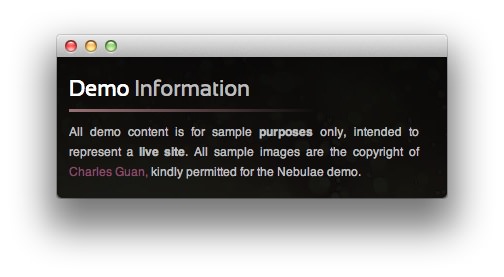 Demo Information
All demo content is for sample purposes only, intended to
represent a live site. All sample images are the copyright of
Charles Guan, kindly permitted for the Nebulae demo.